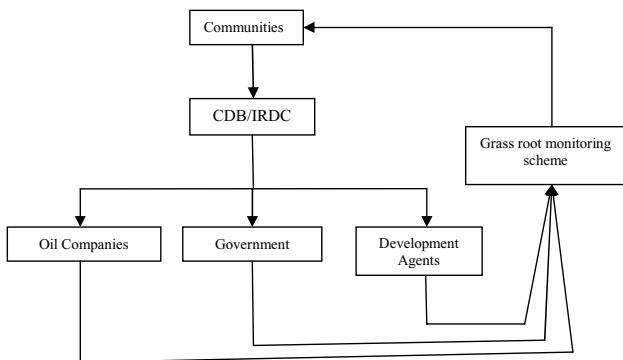 Communities
CDB/IRDC
Grass root monitoring
scheme
Oil Companies
Government
Development
Agents